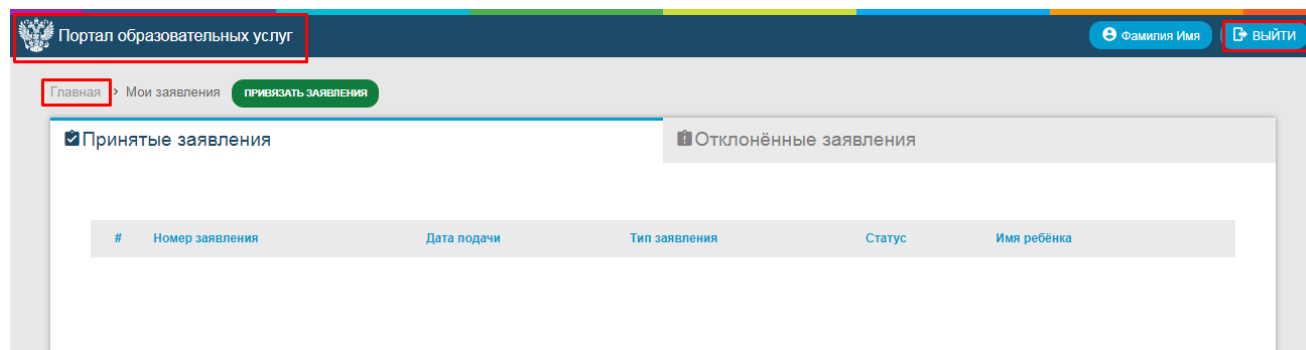 Портал образовательных услуг Фамилия Имя ВЫЙТИ
Главная > Мои заявления ПРИВЯЗАТЬ ЗАЯВЛЕНИЯ
Принятые заявления Отклонённые заявления
# Номер заявления Дата подачи Тип заявления Статус Имя ребёнка